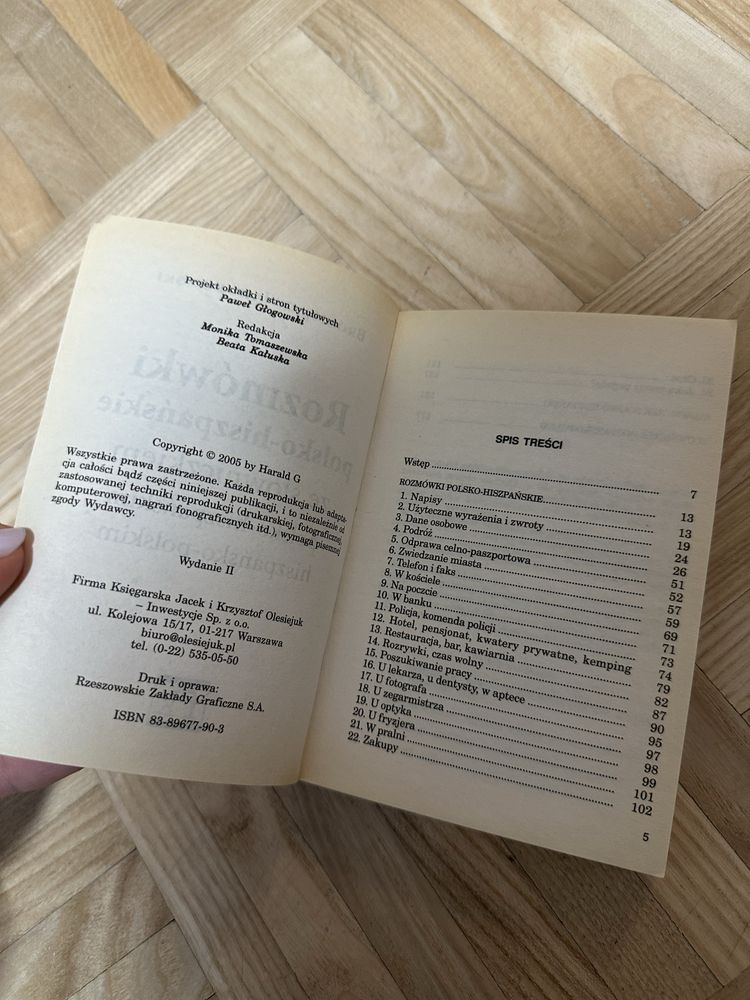 Projekt okładki i stron tytułowych
Paweł Głogowski
Redakcja
Monika Tomaszewska
Beata Kałuska
Copyright © 2005 by Harald G
Wszystkie prawa zastrzeżone. Każda reprodukcja lub adapta-
cja całości bądź części niniejszej publikacji, i to niezależnie od
zastosowanej techniki reprodukcji (drukarskiej, fotograficznej,
komputerowej, nagrań fonograficznych itd.), wymaga pisemnej
zgody Wydawcy.
Wydanie II
Firma Księgarska Jacek i Krzysztof Olesiejuk
– Inwestycje Sp. z o.o.
ul. Kolejowa 15/17, 01-217 Warszawa
biuro@olesiejuk.pl
tel. (0-22) 535-05-50
Druk i oprawa:
Rzeszowskie Zakłady Graficzne S.A.
ISBN 83-89677-90-3
SPIS TREŚCI
Wstęp 7
ROZMÓWKI POLSKO-HISZPAŃSKIE 13
1. Napisy 13
2. Użyteczne wyrażenia i zwroty 19
3. Dane osobowe 24
4. Podróż 26
5. Odprawa celno-paszportowa 51
6. Zwiedzanie miasta 52
7. Telefon i faks 57
8. W kościele 59
9. Na poczcie 69
10. W banku 71
11. Policja, komenda policji 73
12. Hotel, pensjonat, kwatery prywatne, kemping 74
13. Restauracja, bar, kawiarnia 79
14. Rozrywki, czas wolny 82
15. Poszukiwanie pracy 87
16. U lekarza, u dentysty, w aptece 90
17. U fotografa 95
18. U zegarmistrza 97
19. U optyka 98
20. U fryzjera 99
21. W pralni 101
22. Zakupy 102
5